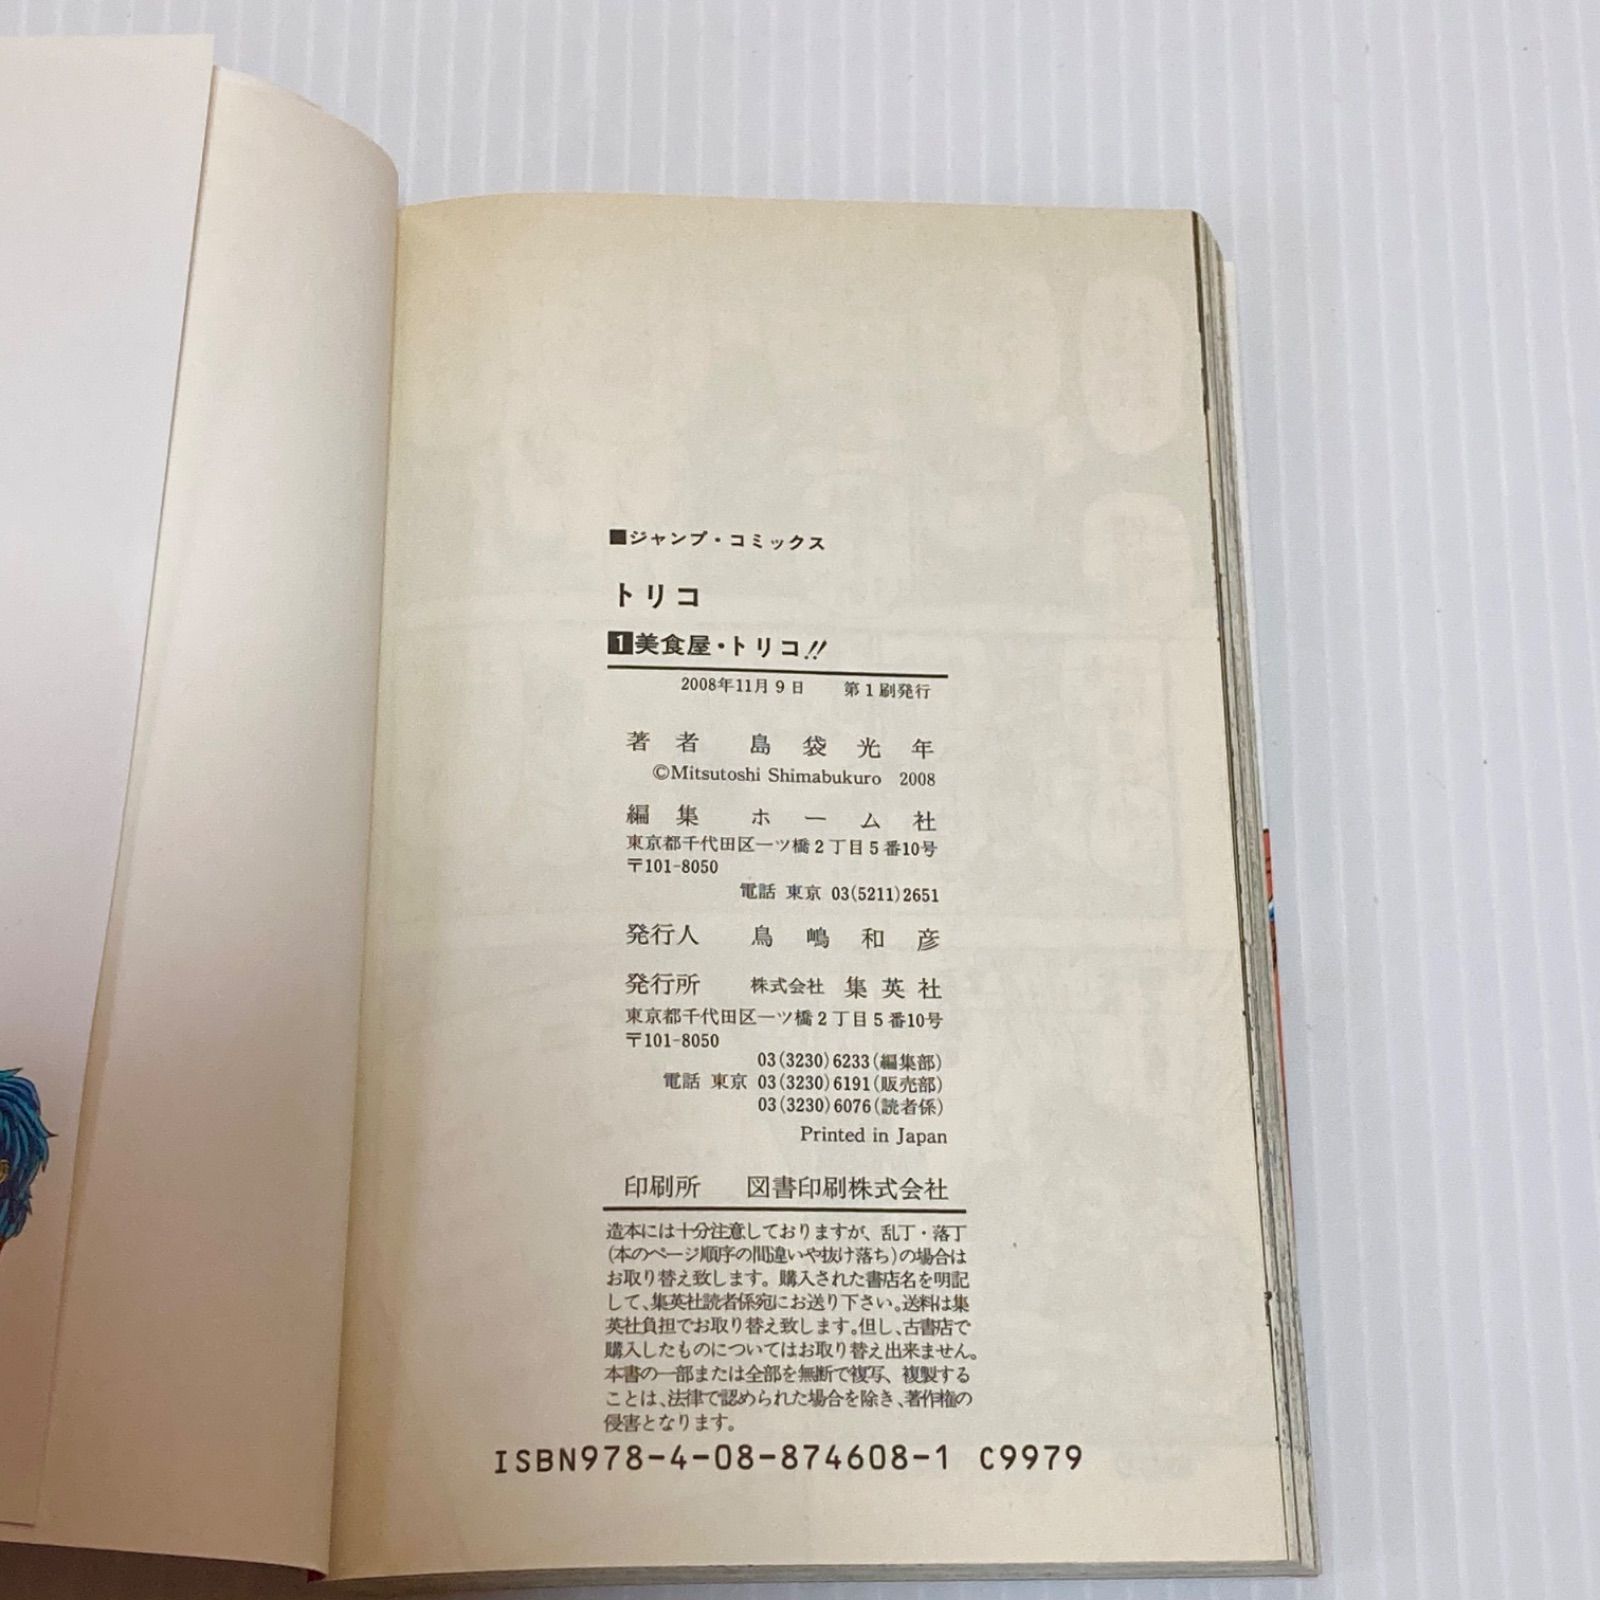 ■ジャンプ・コミックス
トリコ
1美食屋・トリコ!!
2008年11月9日　第1刷発行
著者　島袋光年
©Mitsutoshi Shimabukuro 2008
編集　ホーム社
東京都千代田区一ツ橋2丁目5番10号
〒101-8050
電話 東京 03(5211)2651
発行人　鳥嶋和彦
発行所　株式会社 集英社
東京都千代田区一ツ橋2丁目5番10号
〒101-8050
03(3230)6233(編集部)
電話 東京 03(3230)6191(販売部)
03(3230)6076(読者係)
Printed in Japan
印刷所　図書印刷株式会社
造本には十分注意しておりますが、乱丁・落丁
(本のページ順序の間違いや抜け落ち)の場合は
お取り替え致します。購入された書店名を明記
して、集英社読者係宛にお送り下さい。送料は集
英社負担でお取り替え致します。但し、古書店で
購入したものについてはお取り替え出来ません。
本書の一部または全部を無断で複写、複製する
ことは、法律で認められた場合を除き、著作権の
侵害となります。
ISBN978-4-08-874608-1 C9979